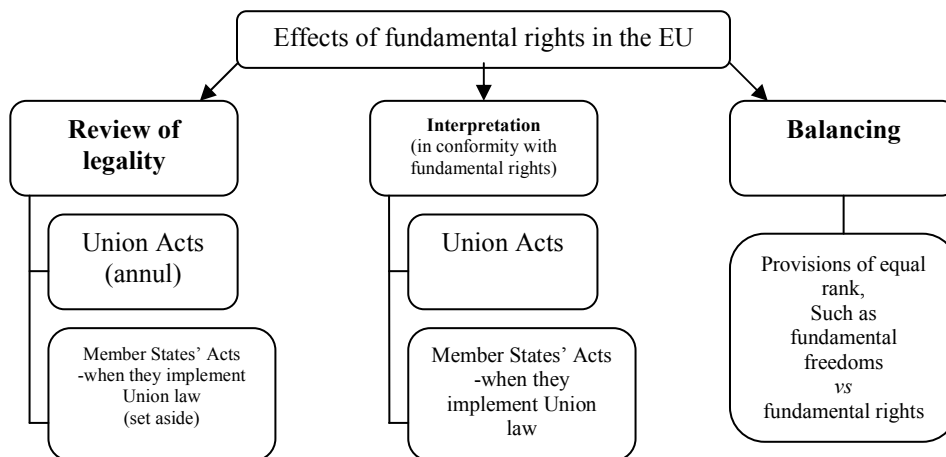 Effects of fundamental rights in the EU
Review of
legality
Union Acts
(annul)
Member States’ Acts
-when they implement
Union law
(set aside)
Interpretation
(in conformity with
fundamental rights)
Union Acts
Member States’ Acts
-when they
implement Union
law
Balancing
Provisions of equal
rank,
Such as
fundamental
freedoms
vs
fundamental rights